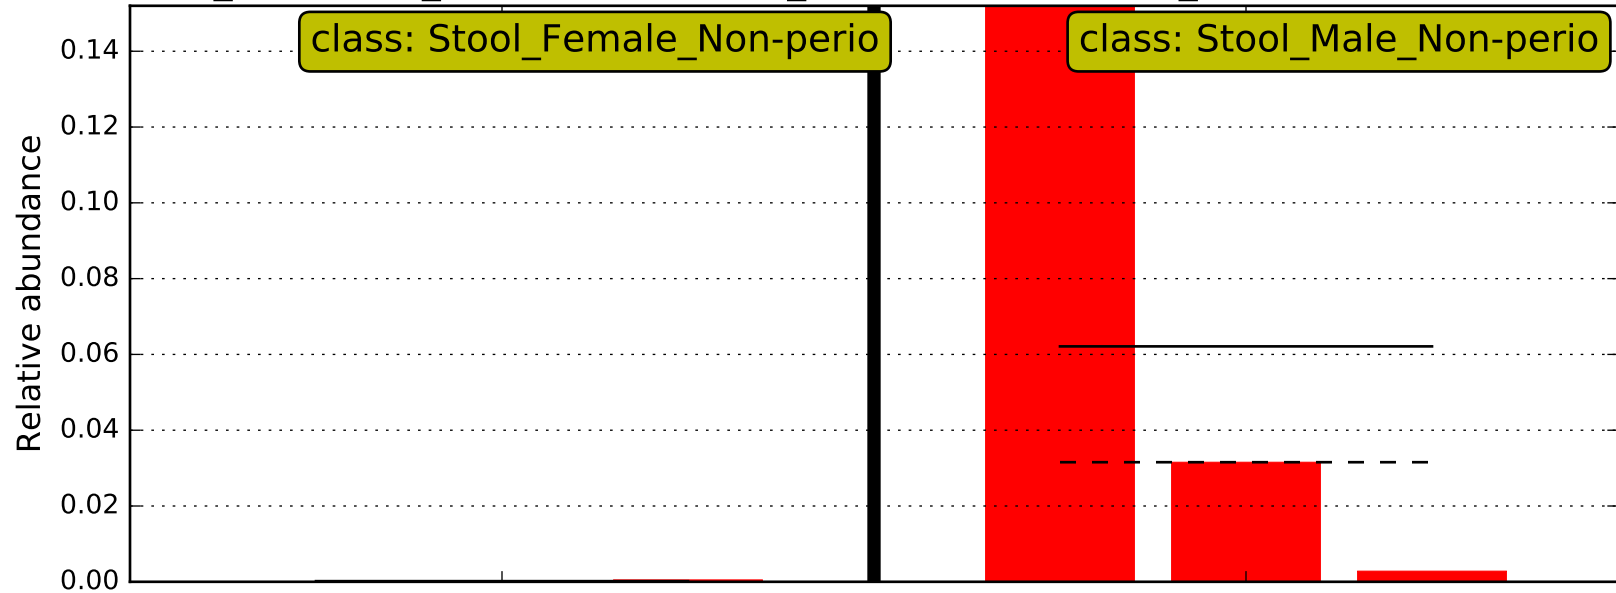 class: Stool_Female_Non-perio
class: Stool_Male_Non-perio
0.14
0.12
0.10
0.08
0.06
0.04
0.02
0.00
Relative abundance